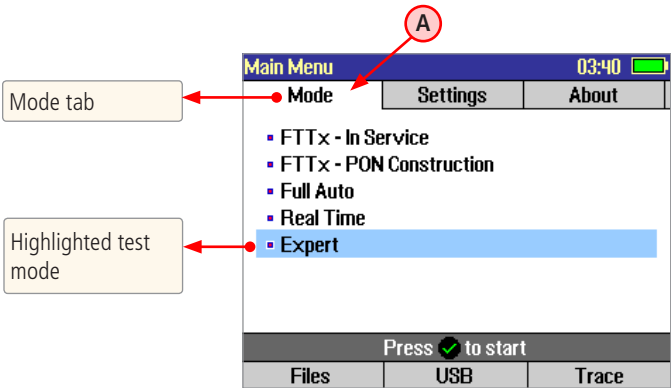 A
Main Menu 03:40
Mode tab
Mode Settings About
FTTx - In Service
FTTx - PON Construction
Full Auto
Real Time
Highlighted test
mode
Expert
Press to start
Files USB Trace